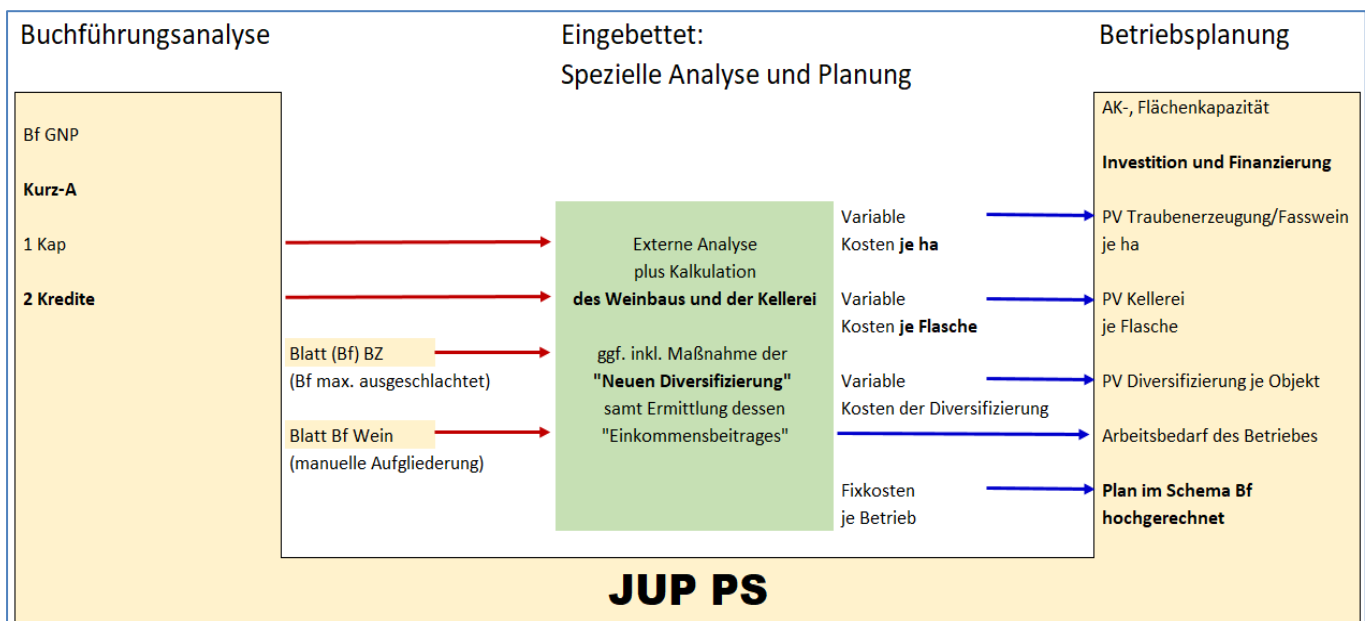 Buchführungsanalyse
Eingebettet:
Spezielle Analyse und Planung
Betriebsplanung
Bf GNP
Kurz-A
1 Kap
2 Kredite
Blatt (Bf) BZ
(Bf max. ausgeschlachtet)
Blatt Bf Wein
(manuelle Aufgliederung)
Externe Analyse
plus Kalkulation
des Weinbaus und der Kellerei
ggf. inkl. Maßnahme der
"Neuen Diversifizierung"
samt Ermittlung dessen
"Einkommensbeitrages"
Variable
Kosten je ha
Variable
Kosten je Flasche
Variable
Kosten der Diversifizierung
Fixkosten
je Betrieb
AK-, Flächenkapazität
Investition und Finanzierung
PV Traubenerzeugung/Fasswein
je ha
PV Kellerei
je Flasche
PV Diversifizierung je Objekt
Arbeitsbedarf des Betriebes
Plan im Schema Bf
hochgerechnet
JUP PS